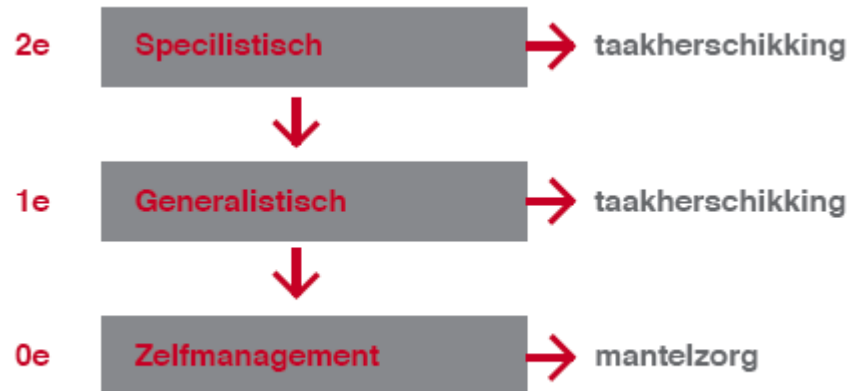 2e Specilistisch taakherschikking
1e Generalistisch taakherschikking
0e Zelfmanagement mantelzorg